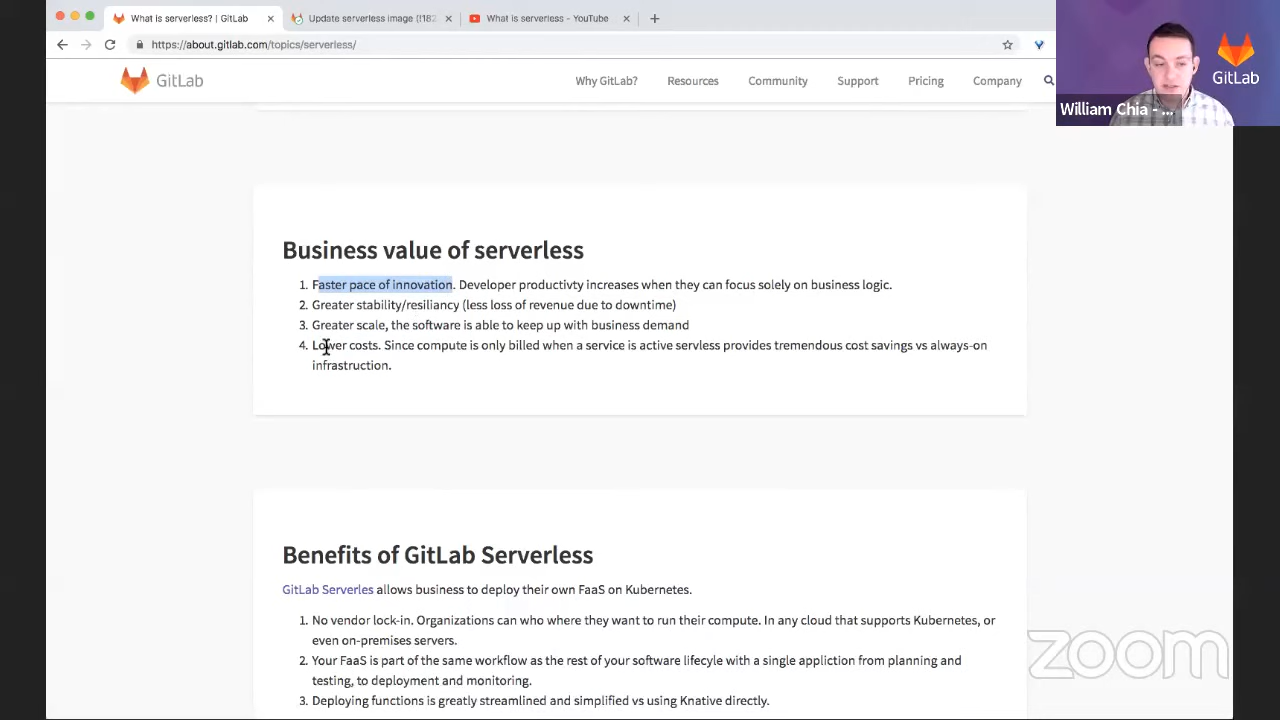 What is serverless? | GitLab
Update serverless image (!182
What is serverless - YouTube
https://about.gitlab.com/topics/serverless/
GitLab
Why GitLab?
Resources
Community
Support
Pricing
Company
GitLab
William Chia - ...
Business value of serverless
1. Faster pace of innovation. Developer productivty increases when they can focus solely on business logic.
2. Greater stability/resiliancy (less loss of revenue due to downtime)
3. Greater scale, the software is able to keep up with business demand
4. Lower costs. Since compute is only billed when a service is active servless provides tremendous cost savings vs always-on
infrastruction.
Benefits of GitLab Serverless
GitLab Serverles allows business to deploy their own FaaS on Kubernetes.
1. No vendor lock-in. Organizations can who where they want to run their compute. In any cloud that supports Kubernetes, or
even on-premises servers.
2. Your FaaS is part of the same workflow as the rest of your software lifecyle with a single appliction from planning and
testing, to deployment and monitoring.
3. Deploying functions is greatly streamlined and simplified vs using Knative directly.
zoom